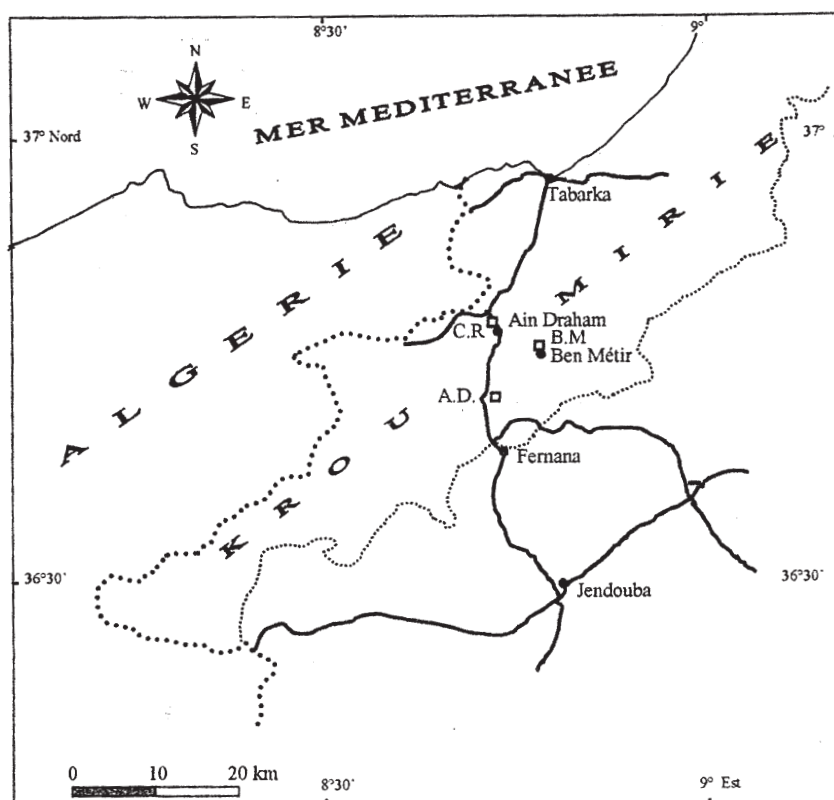 8°30'
9°
N
W E
S
MER MEDITERRANEE
37° Nord
37°
Tabarka
ALGERIE
KROUMIRIE
Ain Draham
C.R
B.M
Ben Métir
A.D.
Fernana
36°30'
36°30'
Jendouba
0 10 20 km
8°30'
9° Est